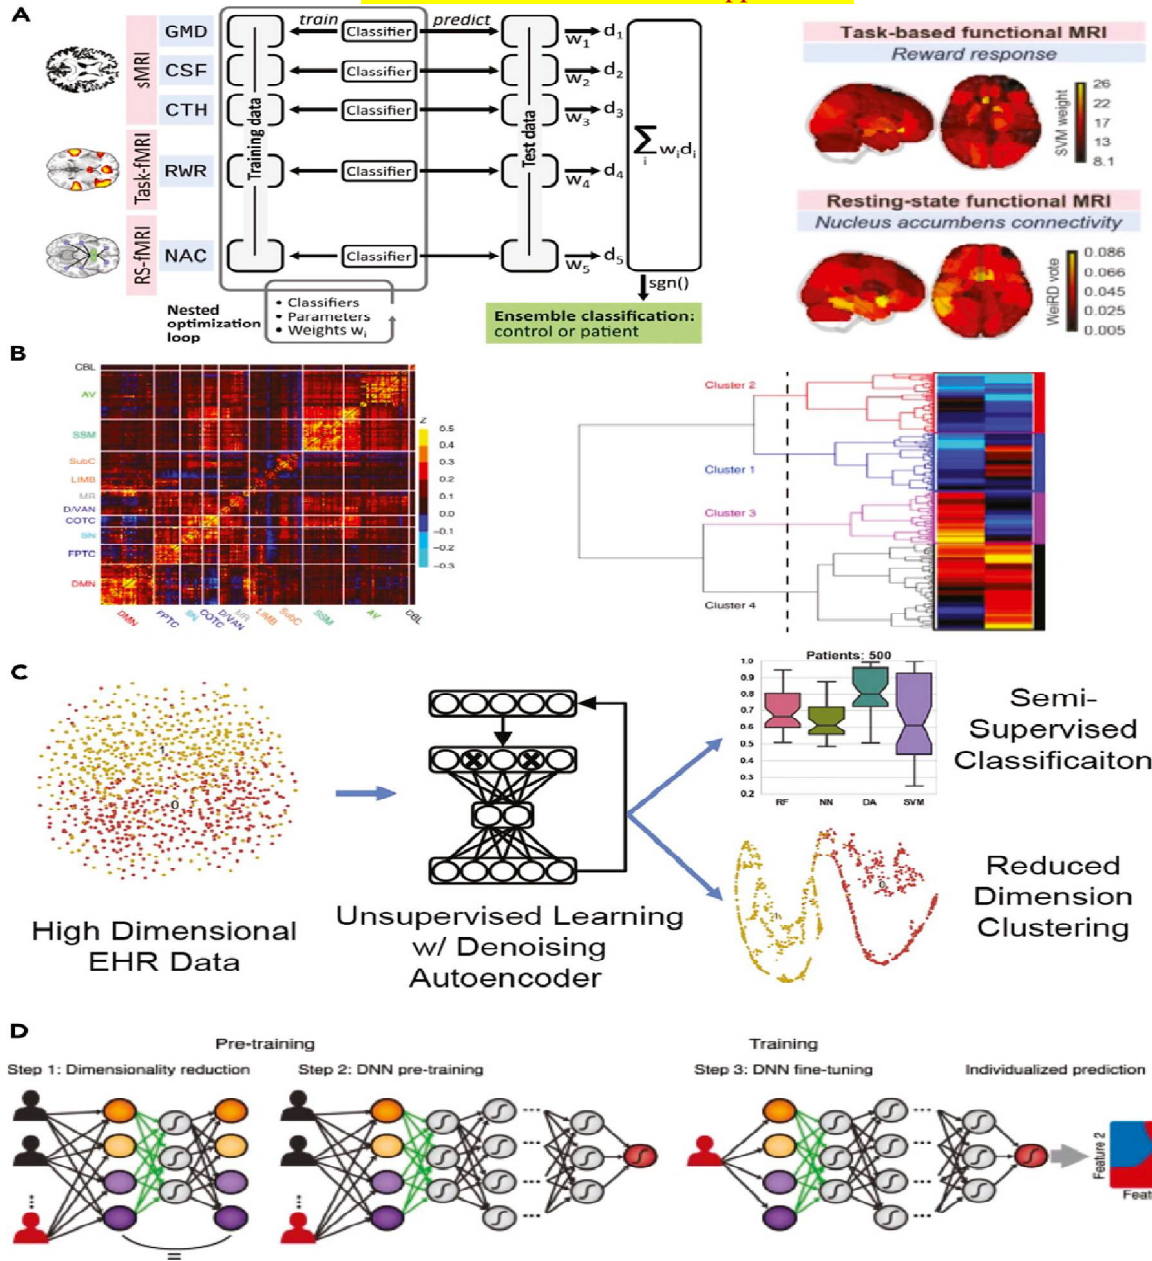 A
sMRI
Task-fMRI
RS-fMRI
GMD
CSF
CTH
RWR
NAC
train
predict
Classifier
Classifier
Classifier
Classifier
Classifier
Training data
Test data
w1
w2
w3
w4
w5
d1
d2
d3
d4
d5
∑ widi
i
sgn()
Nested
optimization
loop
• Classifiers
• Parameters
• Weights wi
Ensemble classification:
control or patient
Task-based functional MRI
Reward response
SVM weight
26
22
17
13
8.1
Resting-state functional MRI
Nucleus accumbens connectivity
WeiRD vote
0.086
0.066
0.045
0.025
0.005
B
CBL
AV
SSM
SubC
LIMB
MR
D/VAN
COTC
SN
FPTC
DMN
DMN
FPTC
SN
COTC
D/VAN
MR
LIMB
SubC
SSM
AV
CBL
Z
0.5
0.4
0.3
0.2
0.1
0.0
−0.1
−0.2
−0.3
Cluster 2
Cluster 1
Cluster 3
Cluster 4
C
1
0
High Dimensional
EHR Data
Unsupervised Learning
w/ Denoising
Autoencoder
Patients: 500
1.0
0.9
0.8
0.7
0.6
0.5
0.4
0.3
0.2
RF
NN
DA
SVM
Semi-
Supervised
Classificaiton
0
Reduced
Dimension
Clustering
D
Pre-training
Training
Step 1: Dimensionality reduction
Step 2: DNN pre-training
Step 3: DNN fine-tuning
Individualized prediction
=
Feature 2
Featu